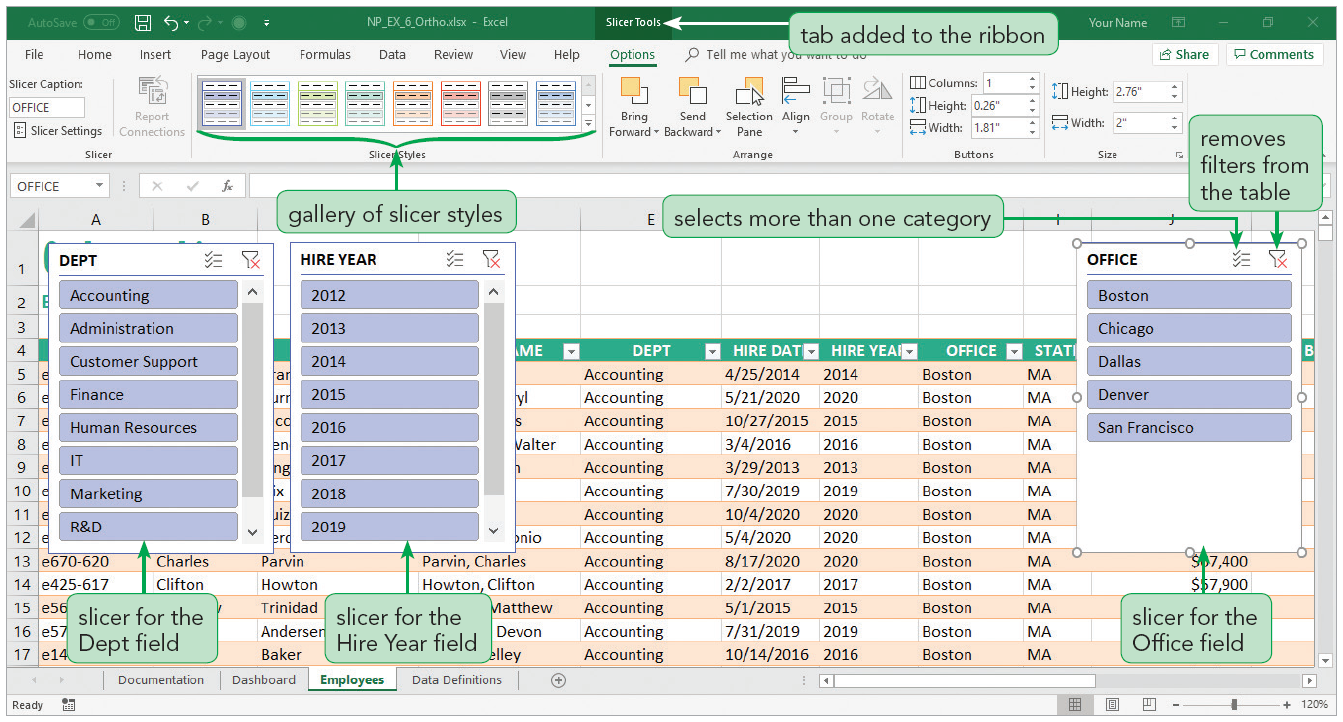 AutoSave Off NP_EX_6_Ortho.xlsx - Excel Slicer Tools Your Name
tab added to the ribbon
File Home Insert Page Layout Formulas Data Review View Help Options Tell me what you want to do Share Comments
Slicer Caption:
OFFICE
Slicer Settings
Report
Connections
Bring
Forward
Send
Backward
Selection
Pane
Align
Group
Rotate
Columns: 1
Height: 0.26"
Width: 1.81"
Height: 2.76"
Width: 2"
Slicer Slicer Styles Arrange Buttons Size
removes
filters from
the table
OFFICE fx
gallery of slicer styles
selects more than one category
A B E I J
1
2
3
DEPT
Accounting
Administration
Customer Support
Finance
Human Resources
IT
Marketing
R&D
HIRE YEAR
2012
2013
2014
2015
2016
2017
2018
2019
OFFICE
Boston
Chicago
Dallas
Denver
San Francisco
4 AME DEPT HIRE DAT HIRE YEA OFFICE STAT B
5 Accounting 4/25/2014 2014 Boston MA
6 Accounting 5/21/2020 2020 Boston MA
7 Accounting 10/27/2015 2015 Boston MA
8 Walter Accounting 3/4/2016 2016 Boston MA
9 Accounting 3/29/2013 2013 Boston MA
10 Accounting 7/30/2019 2019 Boston MA
11 Accounting 10/4/2020 2020 Boston MA
12 onio Accounting 5/4/2020 2020 Boston MA
13 e670-620 Charles Parvin Parvin, Charles Accounting 8/17/2020 2020 Boston MA $67,400
14 e425-617 Clifton Howton Howton, Clifton Accounting 2/2/2017 2017 Boston MA $57,900
15 e56 y Trinidad Matthew Accounting 5/1/2015 2015 Boston MA
16 e57 Andersen Devon Accounting 7/31/2019 2019 Boston MA
17 e14 Baker elley Accounting 10/14/2016 2016 Boston MA
slicer for the
Dept field
slicer for the
Hire Year field
slicer for the
Office field
Documentation Dashboard Employees Data Definitions
Ready 120%